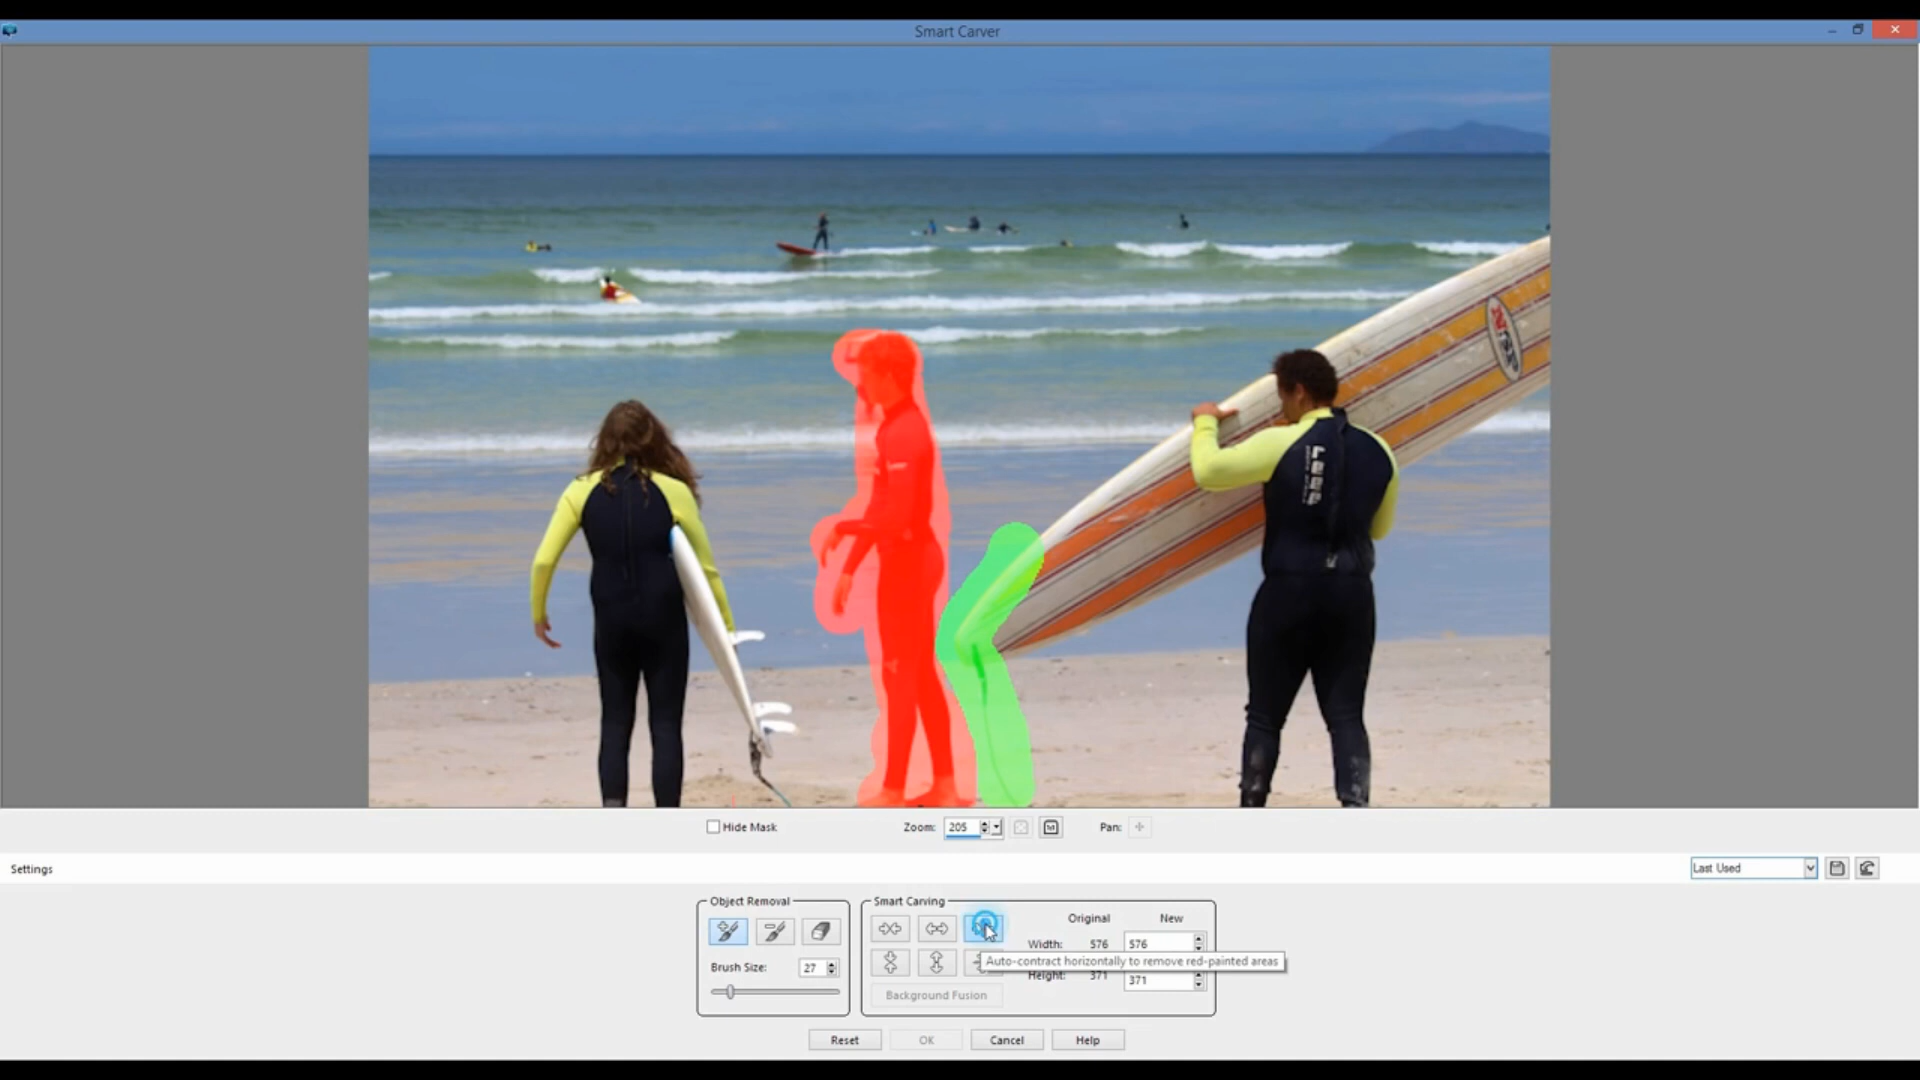 Smart Carver
Hide Mask
Zoom: 205
Pan:
Settings
Last Used
Object Removal
Brush Size: 27
Smart Carving
Original New
Width: 576 576
Auto-contract horizontally to remove red-painted areas
Height: 371 371
Background Fusion
Reset OK Cancel Help